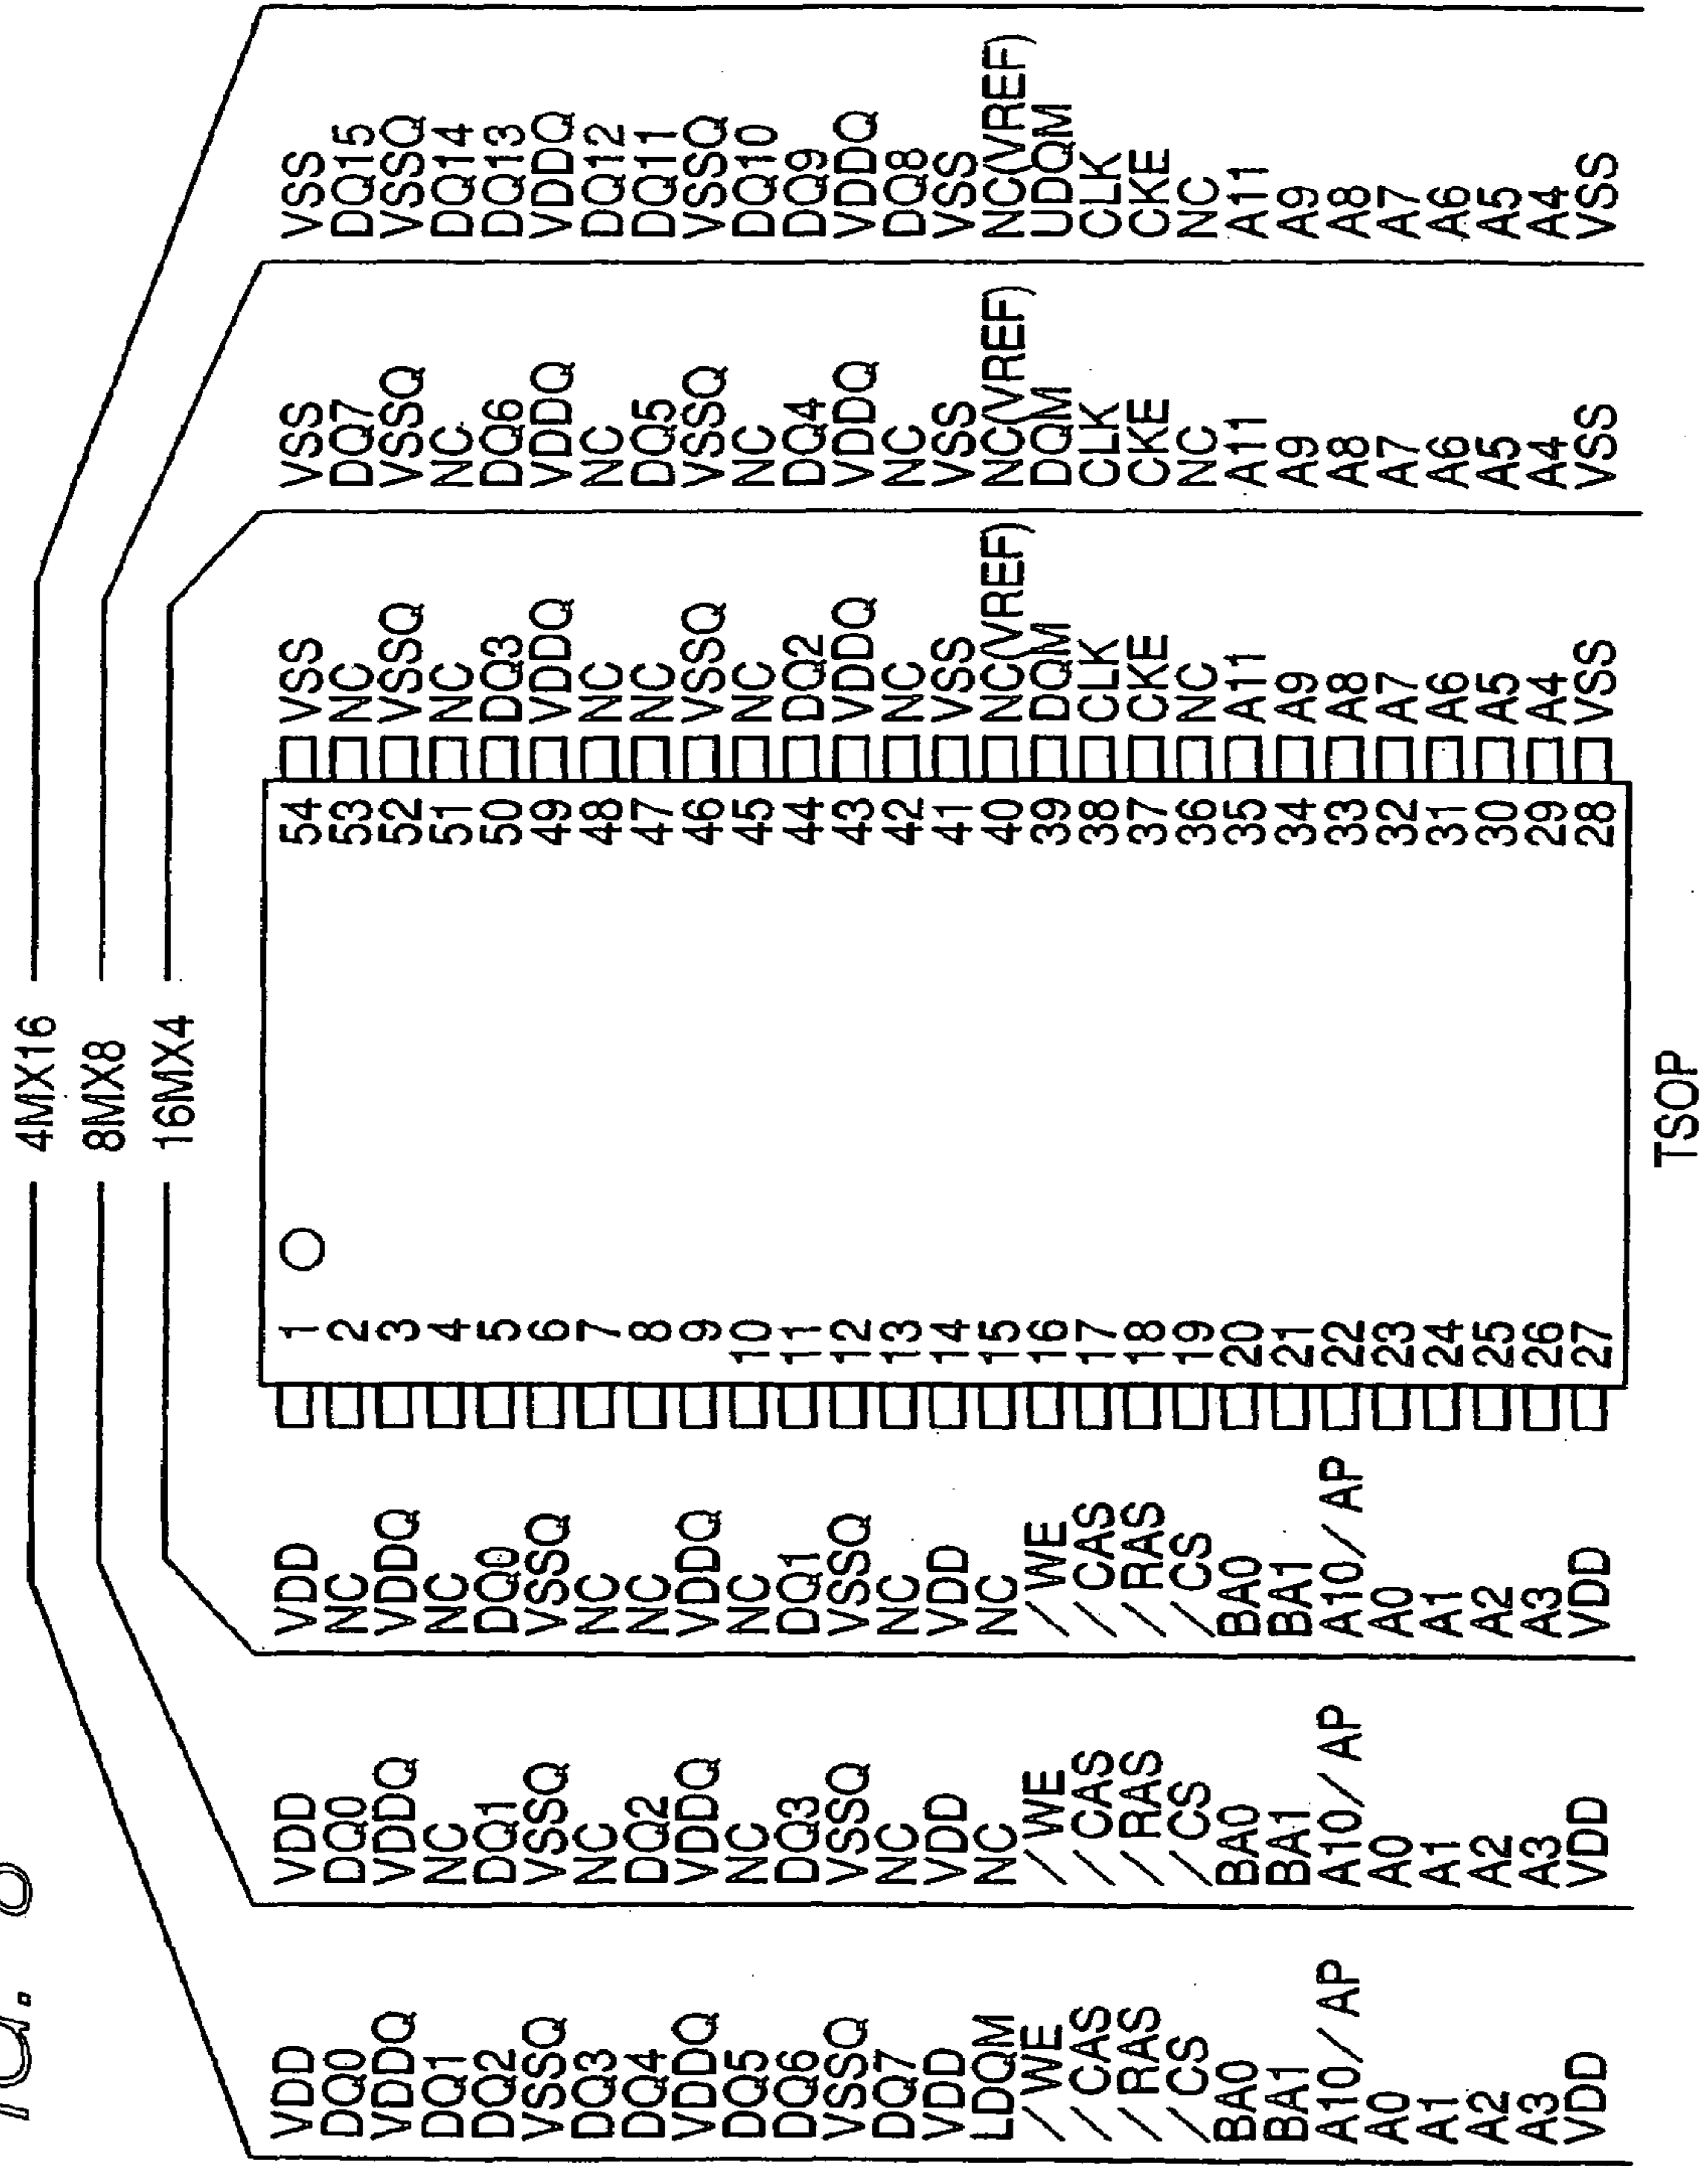 4MX16
8MX8
16MX4
VDD VDD VDD 1 54 VSS VSS VSS
DQ0 DQ0 NC 2 53 NC DQ7 DQ15
VDDQ VDDQ VDDQ 3 52 VSSQ VSSQ VSSQ
DQ1 NC NC 4 51 NC NC DQ14
DQ2 DQ1 DQ0 5 50 DQ3 DQ6 DQ13
VSSQ VSSQ VSSQ 6 49 VDDQ VDDQ VDDQ
DQ3 NC NC 7 48 NC NC DQ12
DQ4 DQ2 NC 8 47 NC DQ5 DQ11
VDDQ VDDQ VDDQ 9 46 VSSQ VSSQ VSSQ
DQ5 NC NC 10 45 NC NC DQ10
DQ6 DQ3 DQ1 11 44 DQ2 DQ4 DQ9
VSSQ VSSQ VSSQ 12 43 VDDQ VDDQ VDDQ
DQ7 NC NC 13 42 NC NC DQ8
VDD VDD VDD 14 41 VSS VSS VSS
LDQM NC NC 15 40 NC(VREF) NC(VREF) NC(VREF)
/WE /WE /WE 16 39 DQM DQM UDQM
/CAS /CAS /CAS 17 38 CLK CLK CLK
/RAS /RAS /RAS 18 37 CKE CKE CKE
/CS /CS /CS 19 36 NC NC NC
BA0 BA0 BA0 20 35 A11 A11 A11
BA1 BA1 BA1 21 34 A9 A9 A9
A10/AP A10/AP A10/AP 22 33 A8 A8 A8
A0 A0 A0 23 32 A7 A7 A7
A1 A1 A1 24 31 A6 A6 A6
A2 A2 A2 25 30 A5 A5 A5
A3 A3 A3 26 29 A4 A4 A4
VDD VDD VDD 27 28 VSS VSS VSS
TSOP